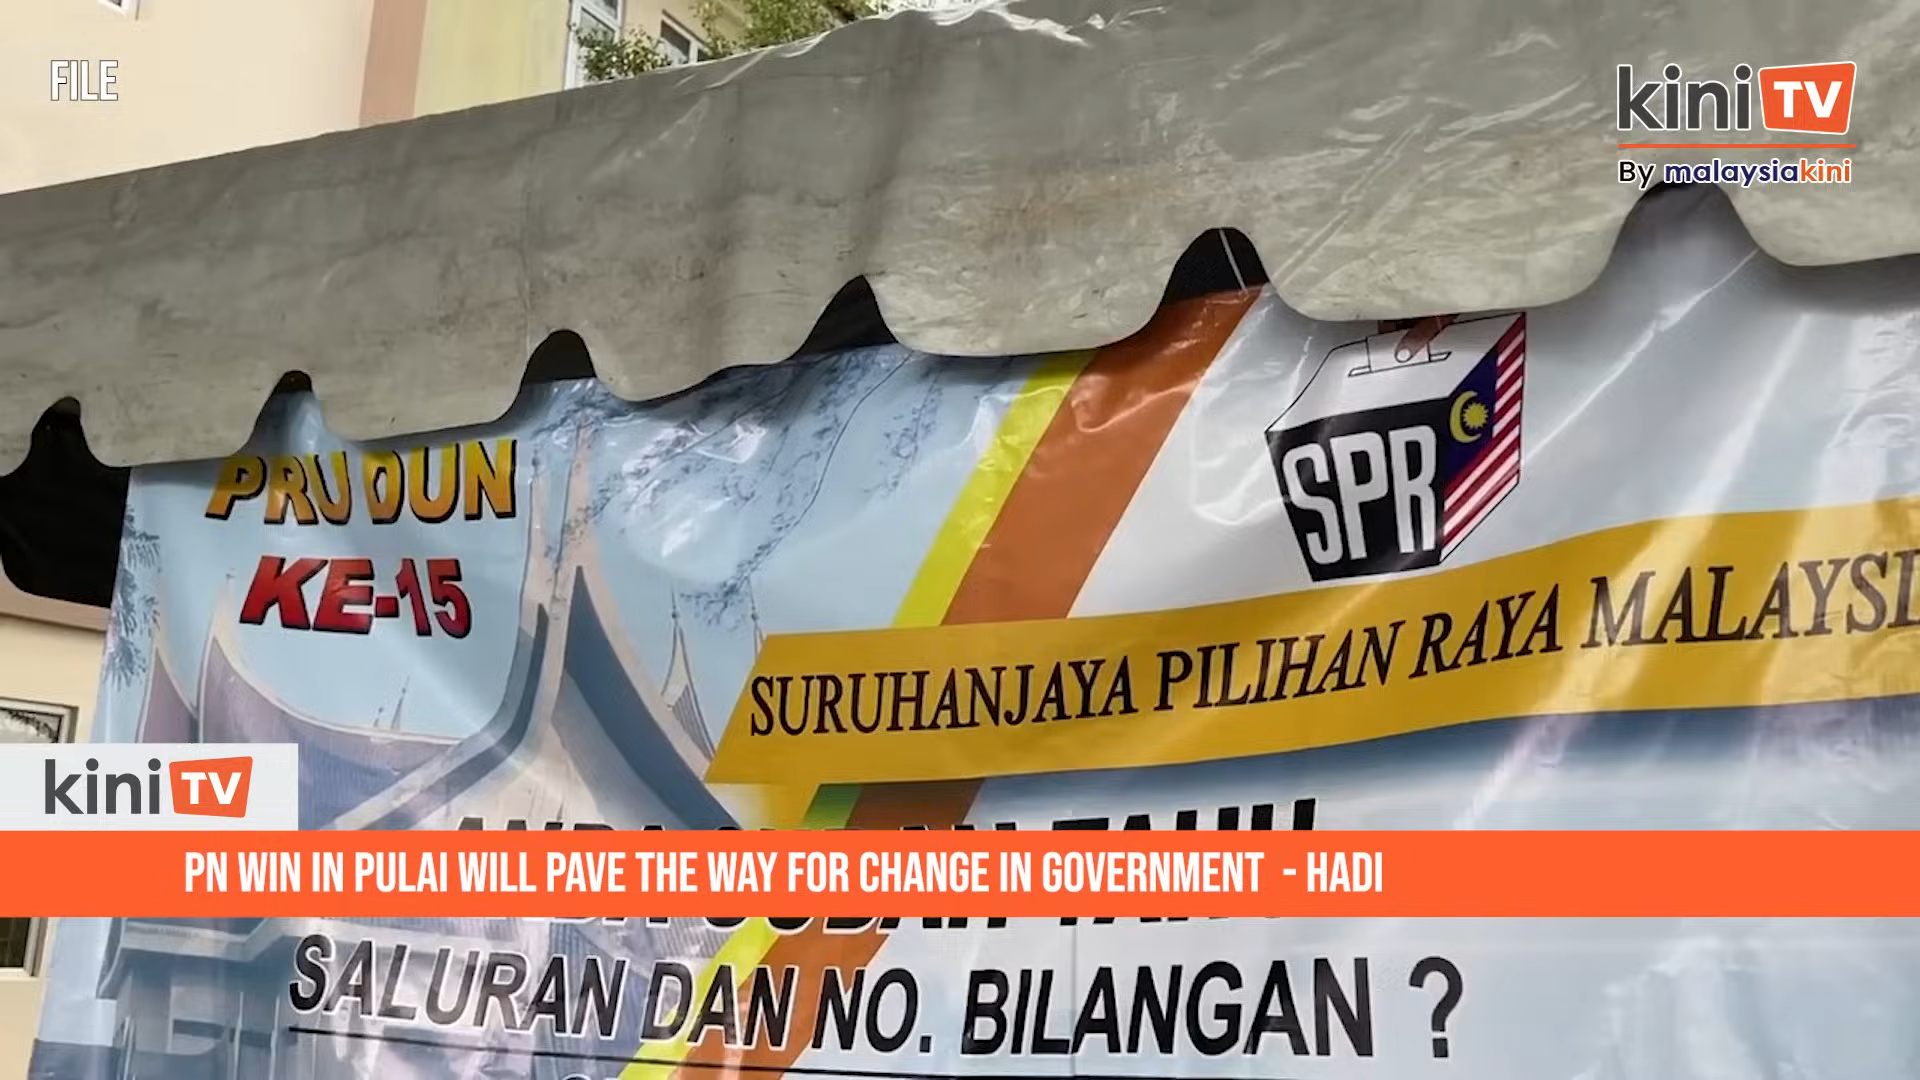 FILE
kini TV
By malaysiakini
PRU DUN
KE-15
SPR
SURUHANJAYA PILIHAN RAYA MALAYSI
kini TV
PN WIN IN PULAI WILL PAVE THE WAY FOR CHANGE IN GOVERNMENT - HADI
SALURAN DAN NO. BILANGAN ?